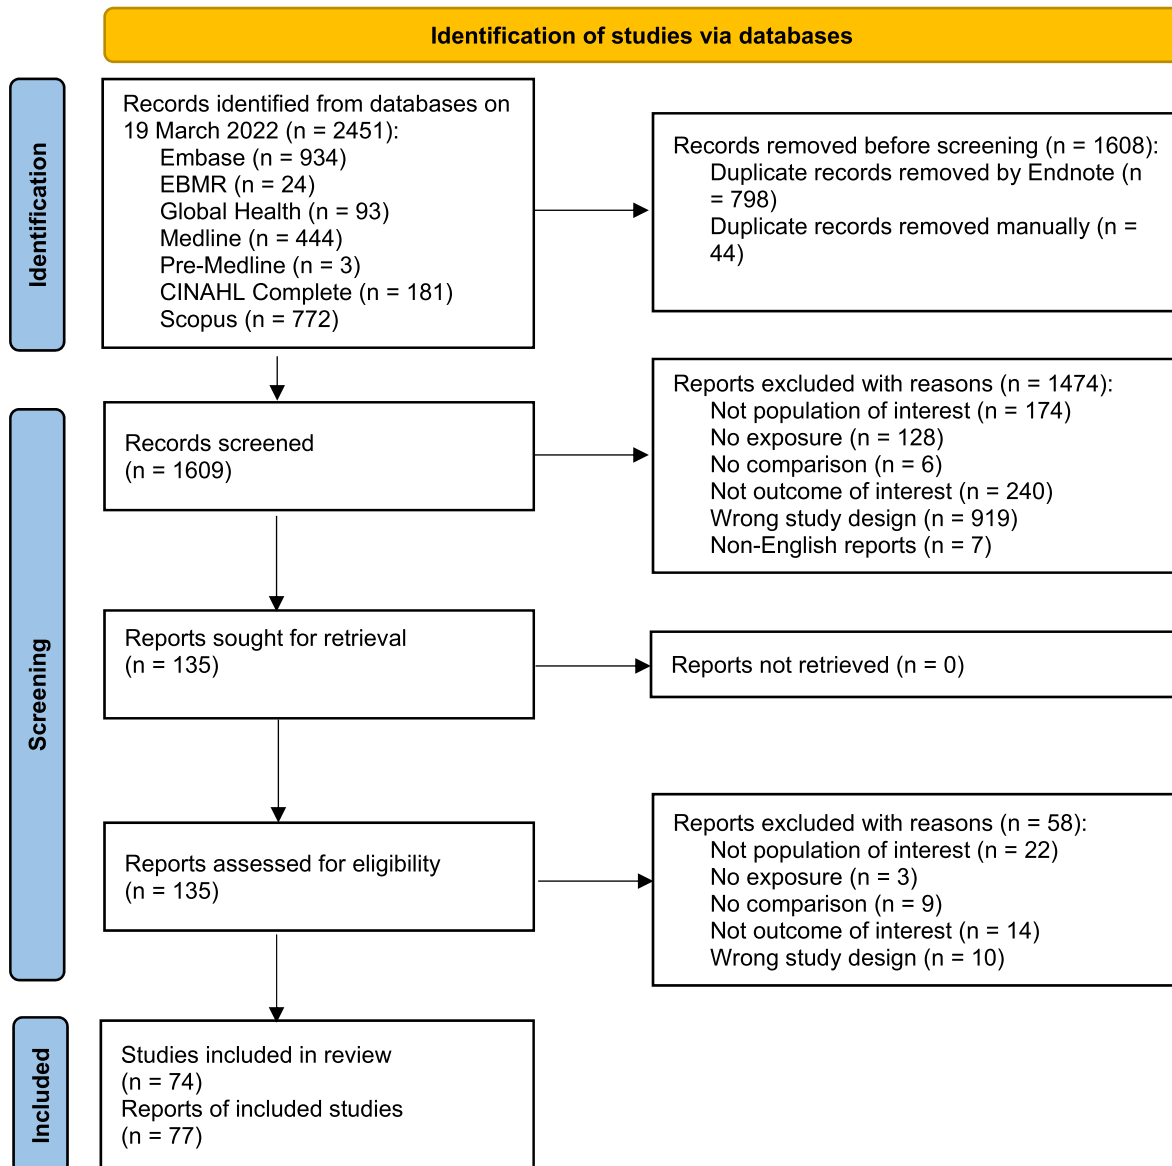 Identification of studies via databases
Identification
Records identified from databases on
19 March 2022 (n = 2451):
Embase (n = 934)
EBMR (n = 24)
Global Health (n = 93)
Medline (n = 444)
Pre-Medline (n = 3)
CINAHL Complete (n = 181)
Scopus (n = 772)
Records removed before screening (n = 1608):
Duplicate records removed by Endnote (n
= 798)
Duplicate records removed manually (n =
44)
Screening
Records screened
(n = 1609)
Reports excluded with reasons (n = 1474):
Not population of interest (n = 174)
No exposure (n = 128)
No comparison (n = 6)
Not outcome of interest (n = 240)
Wrong study design (n = 919)
Non-English reports (n = 7)
Reports sought for retrieval
(n = 135)
Reports not retrieved (n = 0)
Reports assessed for eligibility
(n = 135)
Reports excluded with reasons (n = 58):
Not population of interest (n = 22)
No exposure (n = 3)
No comparison (n = 9)
Not outcome of interest (n = 14)
Wrong study design (n = 10)
Included
Studies included in review
(n = 74)
Reports of included studies
(n = 77)